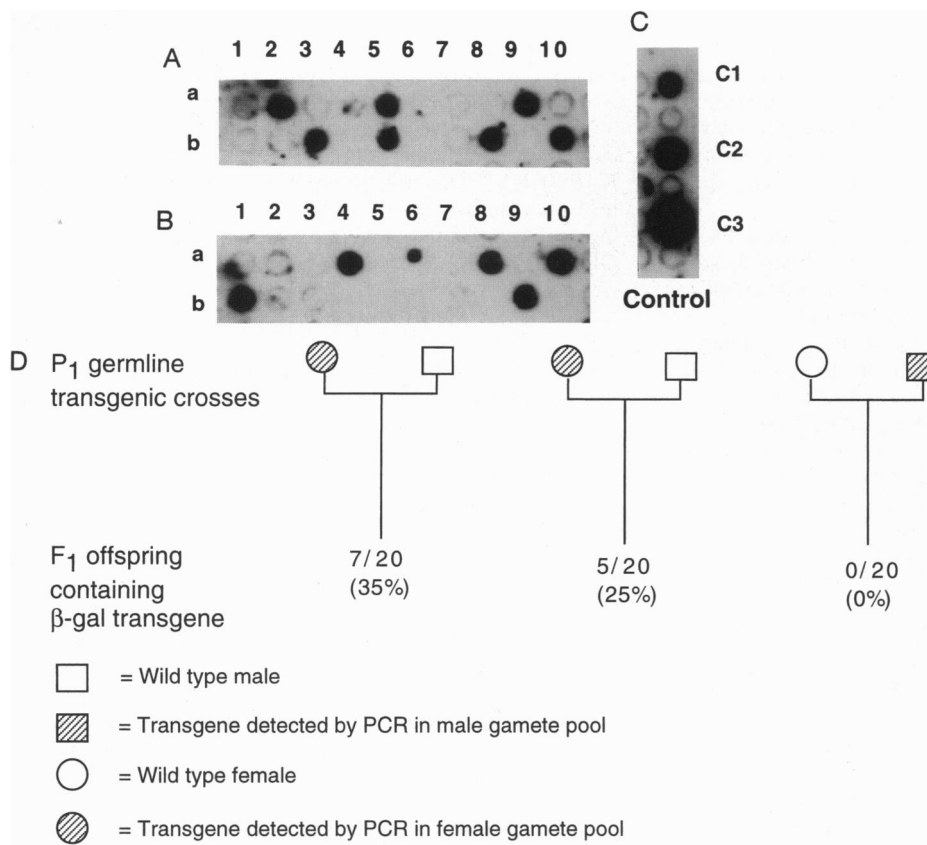 C
A
1 2 3 4 5 6 7 8 9 10
a
b
C1
C2
C3
Control
B
1 2 3 4 5 6 7 8 9 10
a
b
D P1 germline
transgenic crosses
F1 offspring
containing
β-gal transgene
7/20
(35%)
5/20
(25%)
0/20
(0%)
= Wild type male
= Transgene detected by PCR in male gamete pool
= Wild type female
= Transgene detected by PCR in female gamete pool